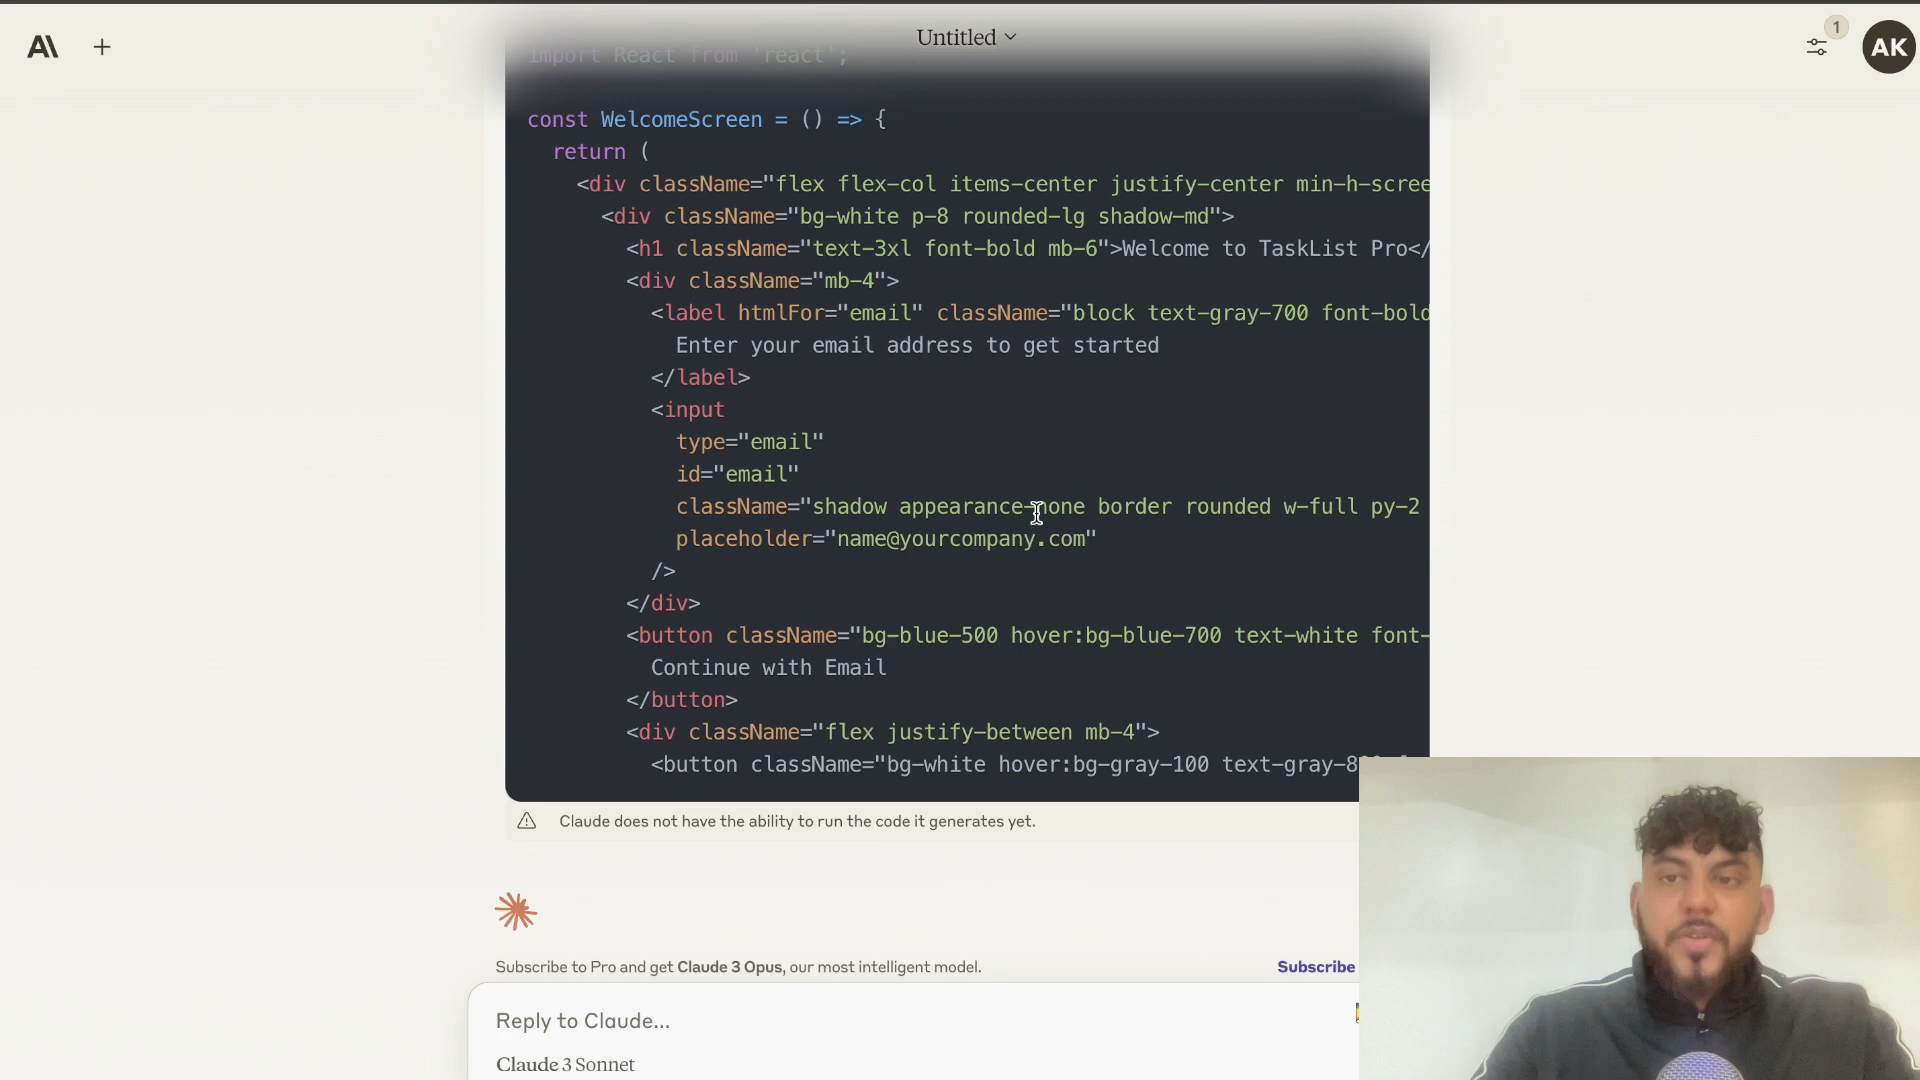 Untitled
1
AK
import React from 'react';
const WelcomeScreen = () => {
return (
<div className="flex flex-col items-center justify-center min-h-scree
<div className="bg-white p-8 rounded-lg shadow-md">
<h1 className="text-3xl font-bold mb-6">Welcome to TaskList Pro</
<div className="mb-4">
<label htmlFor="email" className="block text-gray-700 font-bold
Enter your email address to get started
</label>
<input
type="email"
id="email"
className="shadow appearance-none border rounded w-full py-2
placeholder="name@yourcompany.com"
/>
</div>
<button className="bg-blue-500 hover:bg-blue-700 text-white font-
Continue with Email
</button>
<div className="flex justify-between mb-4">
<button className="bg-white hover:bg-gray-100
Claude does not have the ability to run the code it generates yet.
Subscribe to Pro and get Claude 3 Opus, our most intelligent model.
Subscribe
Reply to Claude...
Claude 3 Sonnet